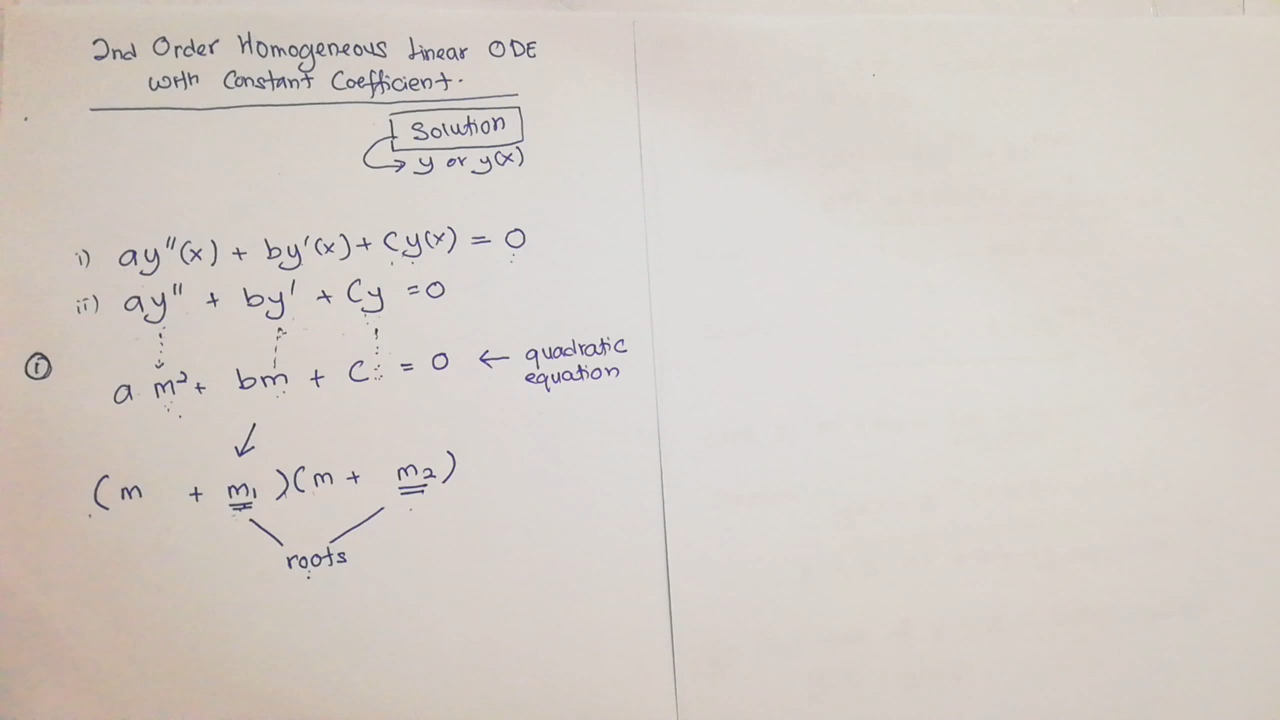 2nd Order Homogeneous Linear ODE
with Constant Coefficient.
Solution
y or y(x)
i) ay''(x) + by'(x) + Cy(x) = 0
ii) ay'' + by' + Cy = 0
i
a m² + bm + C = 0 ← quadratic
equation
(m + m₁)(m + m₂)
roots